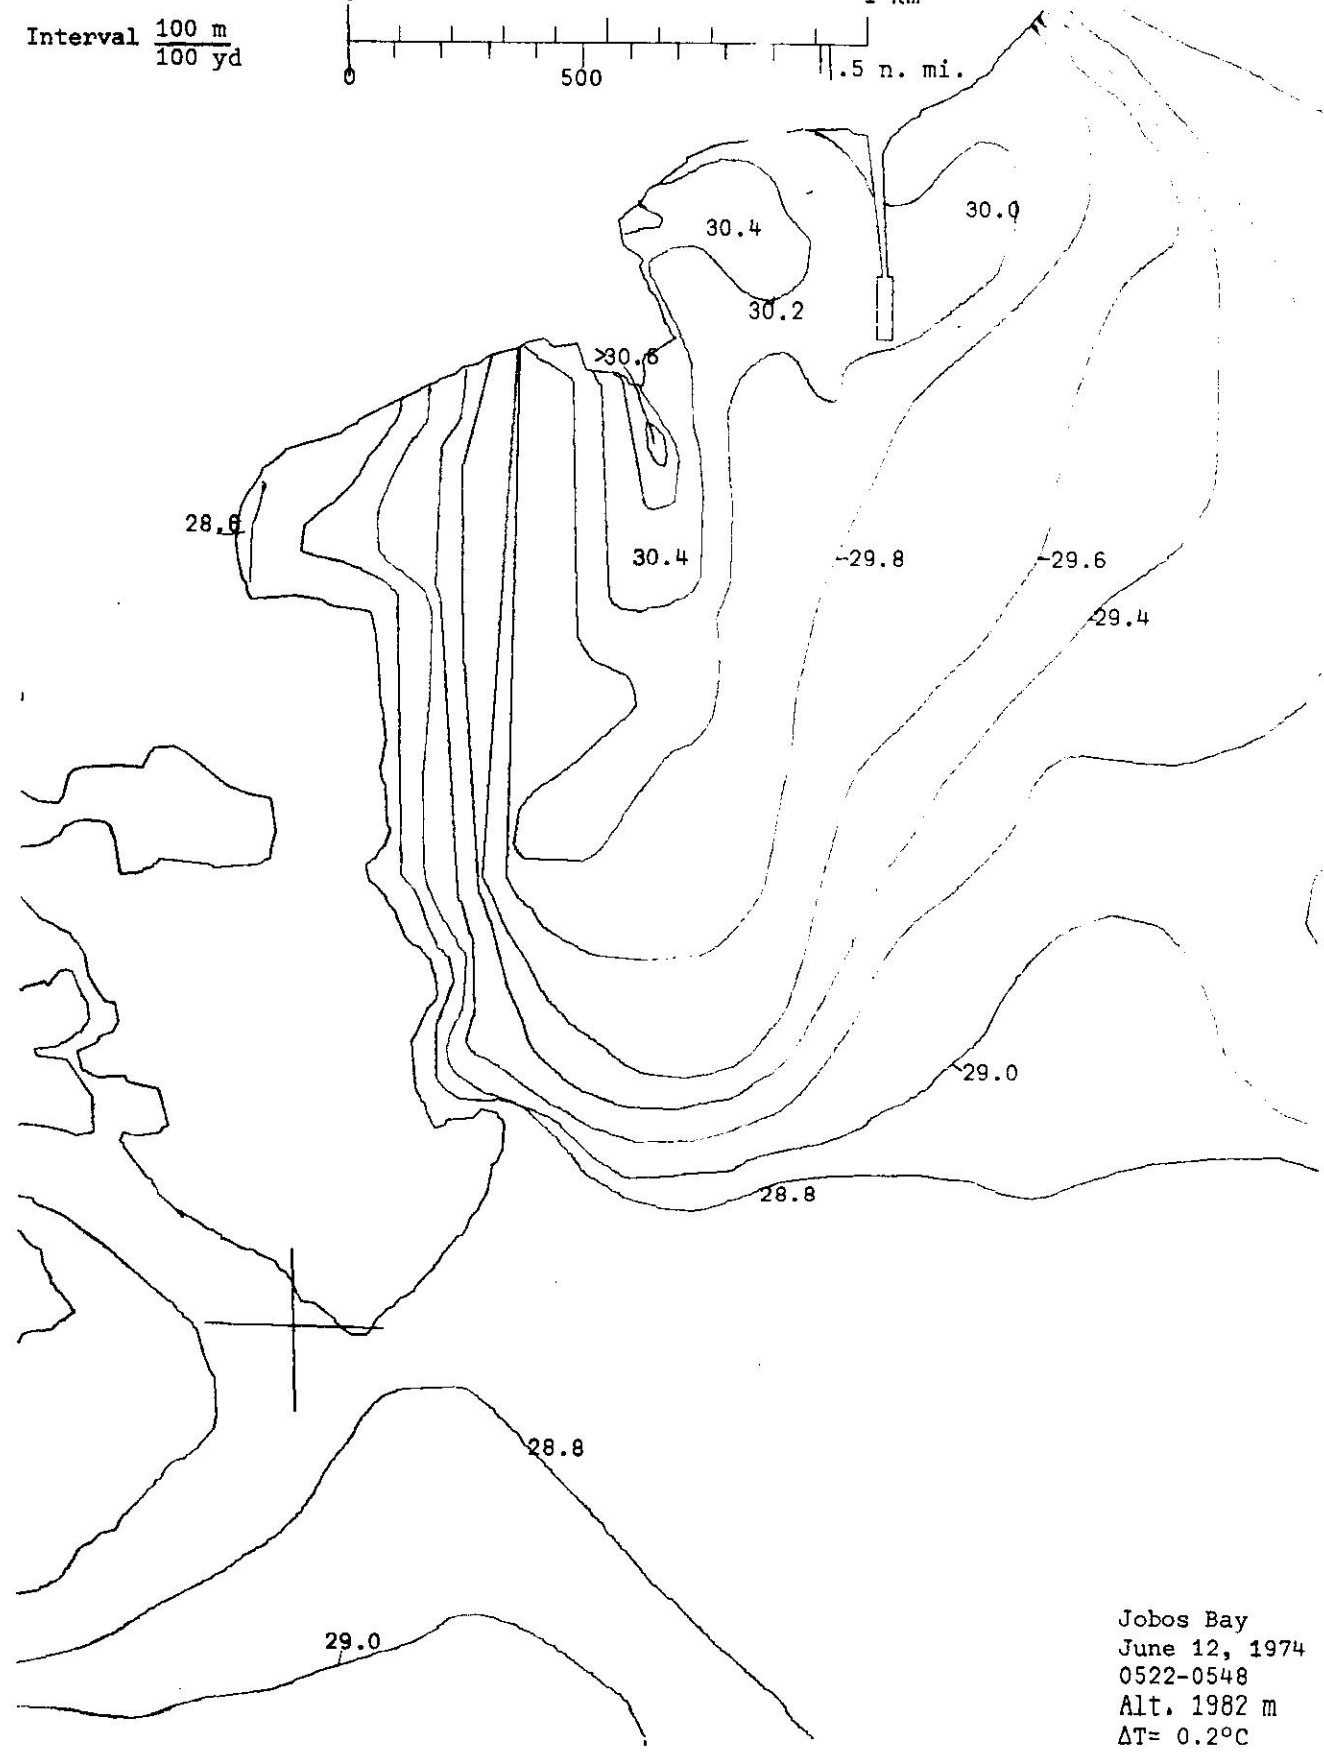 1 km
Interval 100 m
100 yd
0 500 .5 n. mi.
30.4 30.0
30.2
>30.6
28.6
30.4 29.8 29.6
29.4
29.0
28.8
28.8
29.0
Jobos Bay
June 12, 1974
0522-0548
Alt. 1982 m
ΔT= 0.2°C